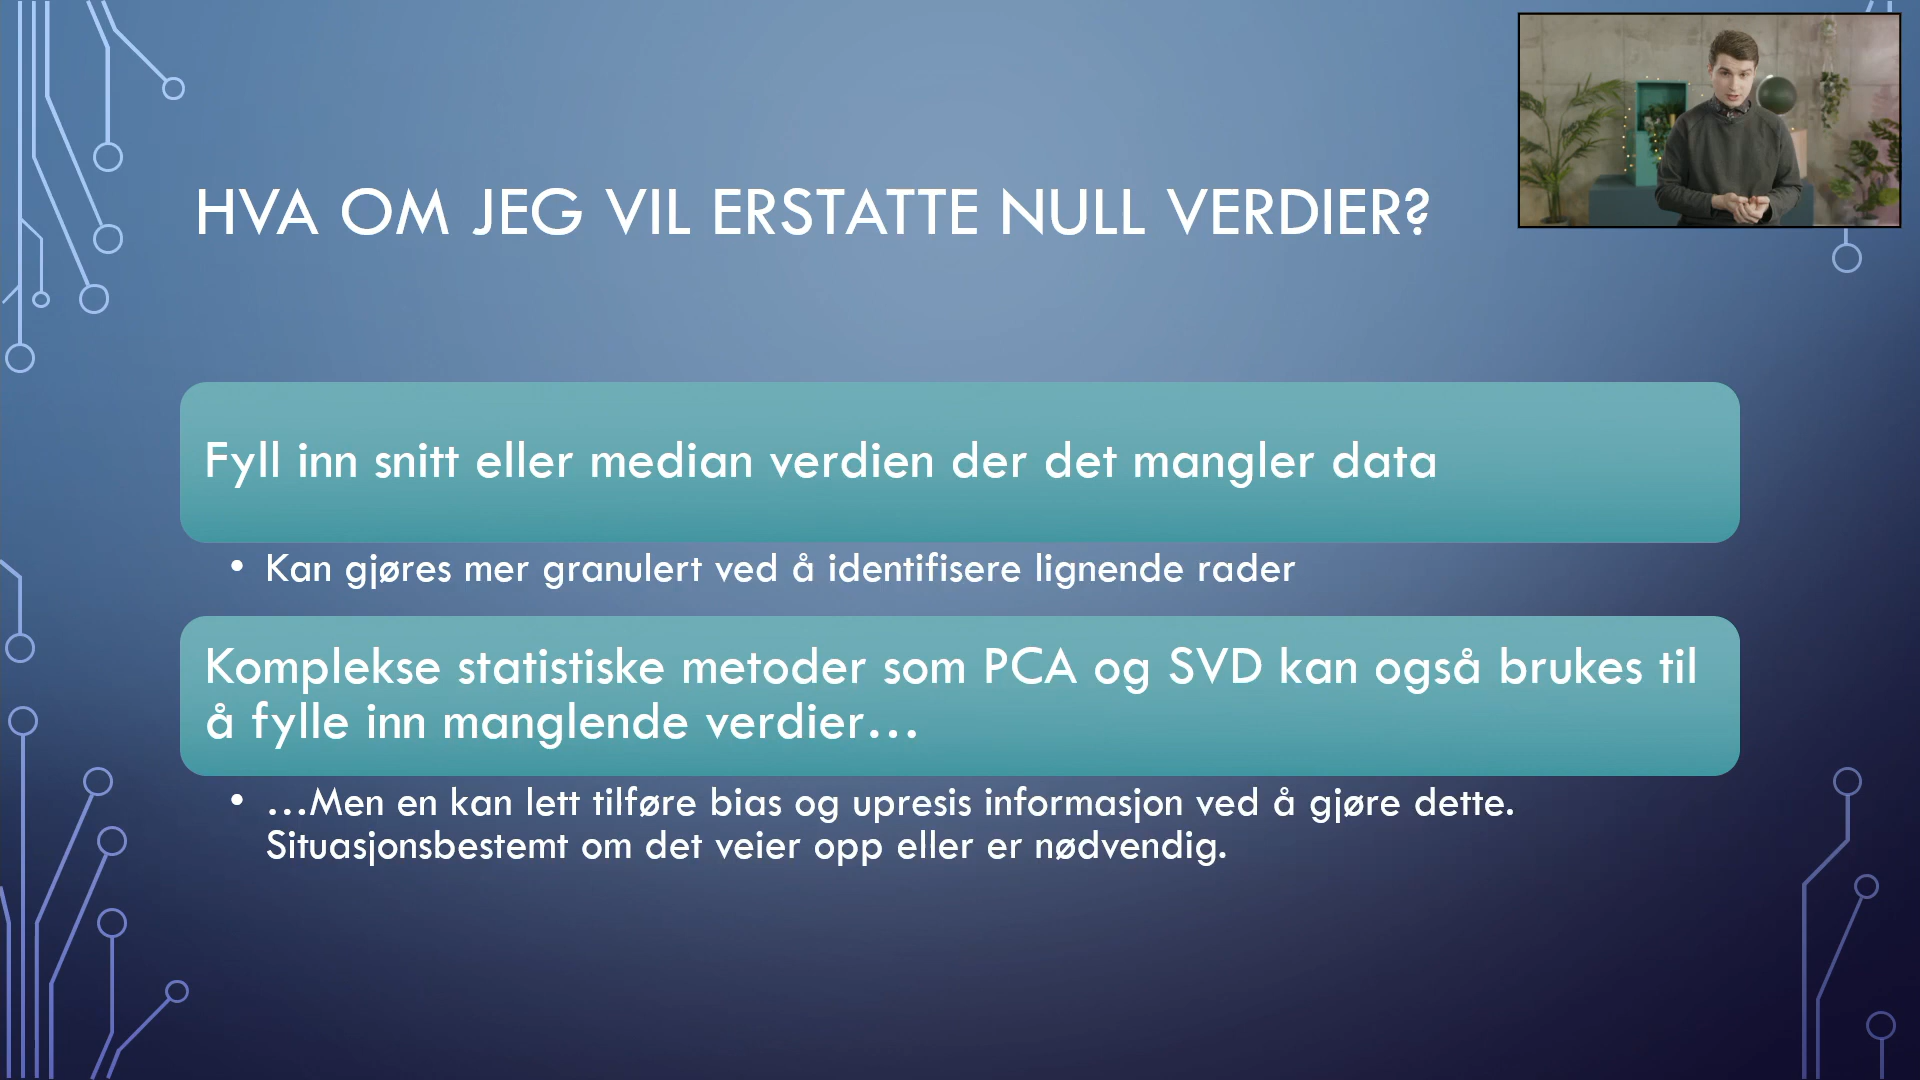 HVA OM JEG VIL ERSTATTE NULL VERDIER?
Fyll inn snitt eller median verdien der det mangler data
• Kan gjøres mer granulert ved å identifisere lignende rader
Komplekse statistiske metoder som PCA og SVD kan også brukes til
å fylle inn manglende verdier…
• …Men en kan lett tilføre bias og upresis informasjon ved å gjøre dette.
Situasjonsbestemt om det veier opp eller er nødvendig.